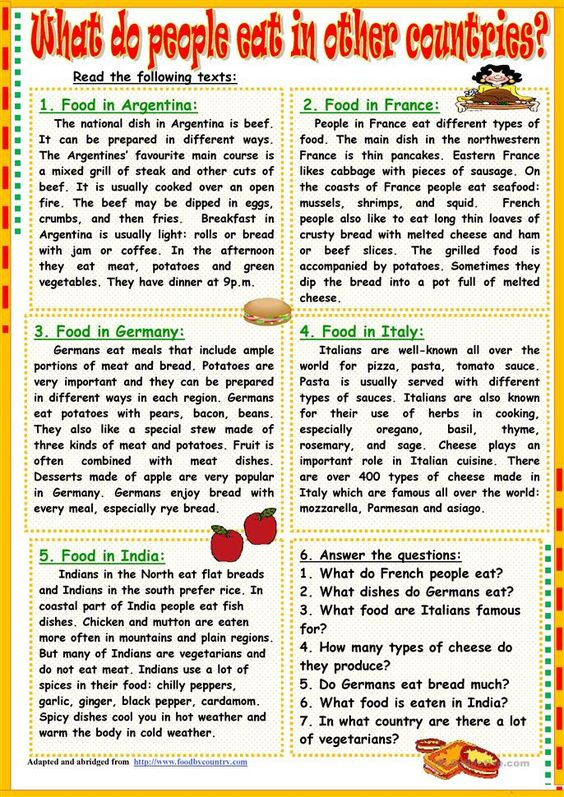 What do people eat in other countries?
Read the following texts:
1. Food in Argentina:
The national dish in Argentina is beef.
It can be prepared in different ways.
The Argentines' favourite main course is
a mixed grill of steak and other cuts of
beef. It is usually cooked over an open
fire. The beef may be dipped in eggs,
crumbs, and then fries. Breakfast in
Argentina is usually light: rolls or bread
with jam or coffee. In the afternoon
they eat meat, potatoes and green
vegetables. They have dinner at 9p.m.
2. Food in France:
People in France eat different types of
food. The main dish in the northwestern
France is thin pancakes. Eastern France
likes cabbage with pieces of sausage. On
the coasts of France people eat seafood:
mussels, shrimps, and squid. French
people also like to eat long thin loaves of
crusty bread with melted cheese and ham
or beef slices. The grilled food is
accompanied by potatoes. Sometimes they
dip the bread into a pot full of melted
cheese.
3. Food in Germany:
Germans eat meals that include ample
portions of meat and bread. Potatoes are
very important and they can be prepared
in different ways in each region. Germans
eat potatoes with pears, bacon, beans.
They also like a special stew made of
three kinds of meat and potatoes. Fruit is
often combined with meat dishes.
Desserts made of apple are very popular
in Germany. Germans enjoy bread with
every meal, especially rye bread.
4. Food in Italy:
Italians are well-known all over the
world for pizza, pasta, tomato sauce.
Pasta is usually served with different
types of sauces. Italians are also known
for their use of herbs in cooking,
especially oregano, basil, thyme,
rosemary, and sage. Cheese plays an
important role in Italian cuisine. There
are over 400 types of cheese made in
Italy which are famous all over the world:
mozzarella, Parmesan and asiago.
5. Food in India:
Indians in the North eat flat breads
and Indians in the south prefer rice. In
coastal part of India people eat fish
dishes. Chicken and mutton are eaten
more often in mountains and plain regions.
But many of Indians are vegetarians and
do not eat meat. Indians use a lot of
spices in their food: chilly peppers,
garlic, ginger, black pepper, cardamom.
Spicy dishes cool you in hot weather and
warm the body in cold weather.
6. Answer the questions:
1. What do French people eat?
2. What dishes do Germans eat?
3. What food are Italians famous
for?
4. How many types of cheese do
they produce?
5. Do Germans eat bread much?
6. What food is eaten in India?
7. In what country are there a lot
of vegetarians?
Adapted and abridged from http://www.foodbycountry.com